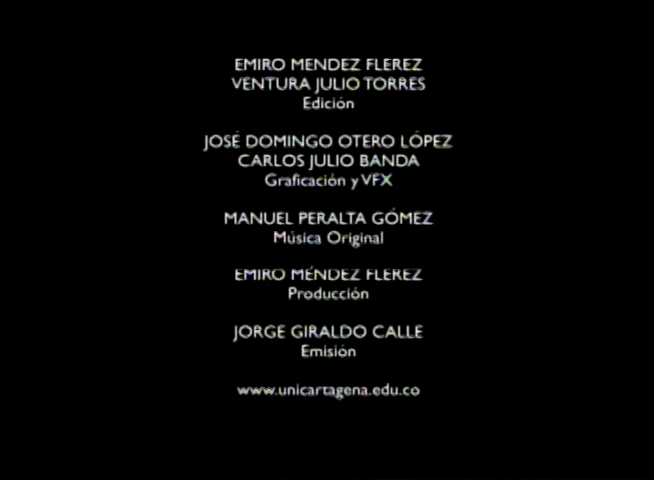 EMIRO MENDEZ FLEREZ
VENTURA JULIO TORRES
Edición
JOSÉ DOMINGO OTERO LÓPEZ
CARLOS JULIO BANDA
Graficación y VFX
MANUEL PERALTA GÓMEZ
Música Original
EMIRO MÉNDEZ FLEREZ
Producción
JORGE GIRALDO CALLE
Emisión
www.unicartagena.edu.co